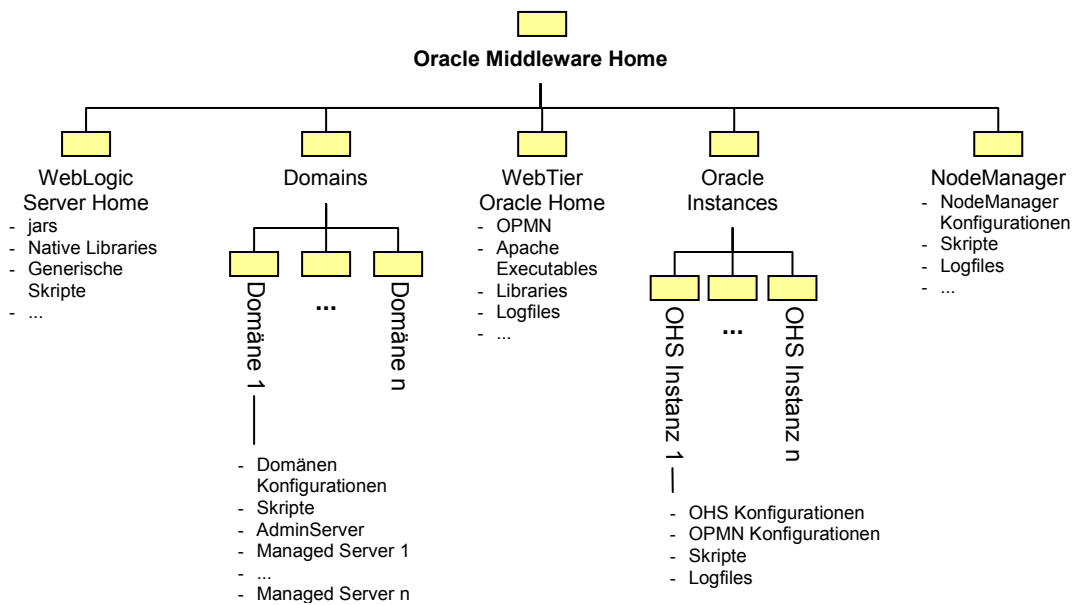 Oracle Middleware Home
WebLogic
Server Home
- jars
- Native Libraries
- Generische
Skripte
- ...
Domains
...
Domäne 1
Domäne n
- Domänen
Konfigurationen
- Skripte
- AdminServer
- Managed Server 1
- ...
- Managed Server n
WebTier
Oracle Home
- OPMN
- Apache
Executables
- Libraries
- Logfiles
- ...
Oracle
Instances
...
OHS Instanz 1
OHS Instanz n
- OHS Konfigurationen
- OPMN Konfigurationen
- Skripte
- Logfiles
NodeManager
- NodeManager
Konfigurationen
- Skripte
- Logfiles
- ...